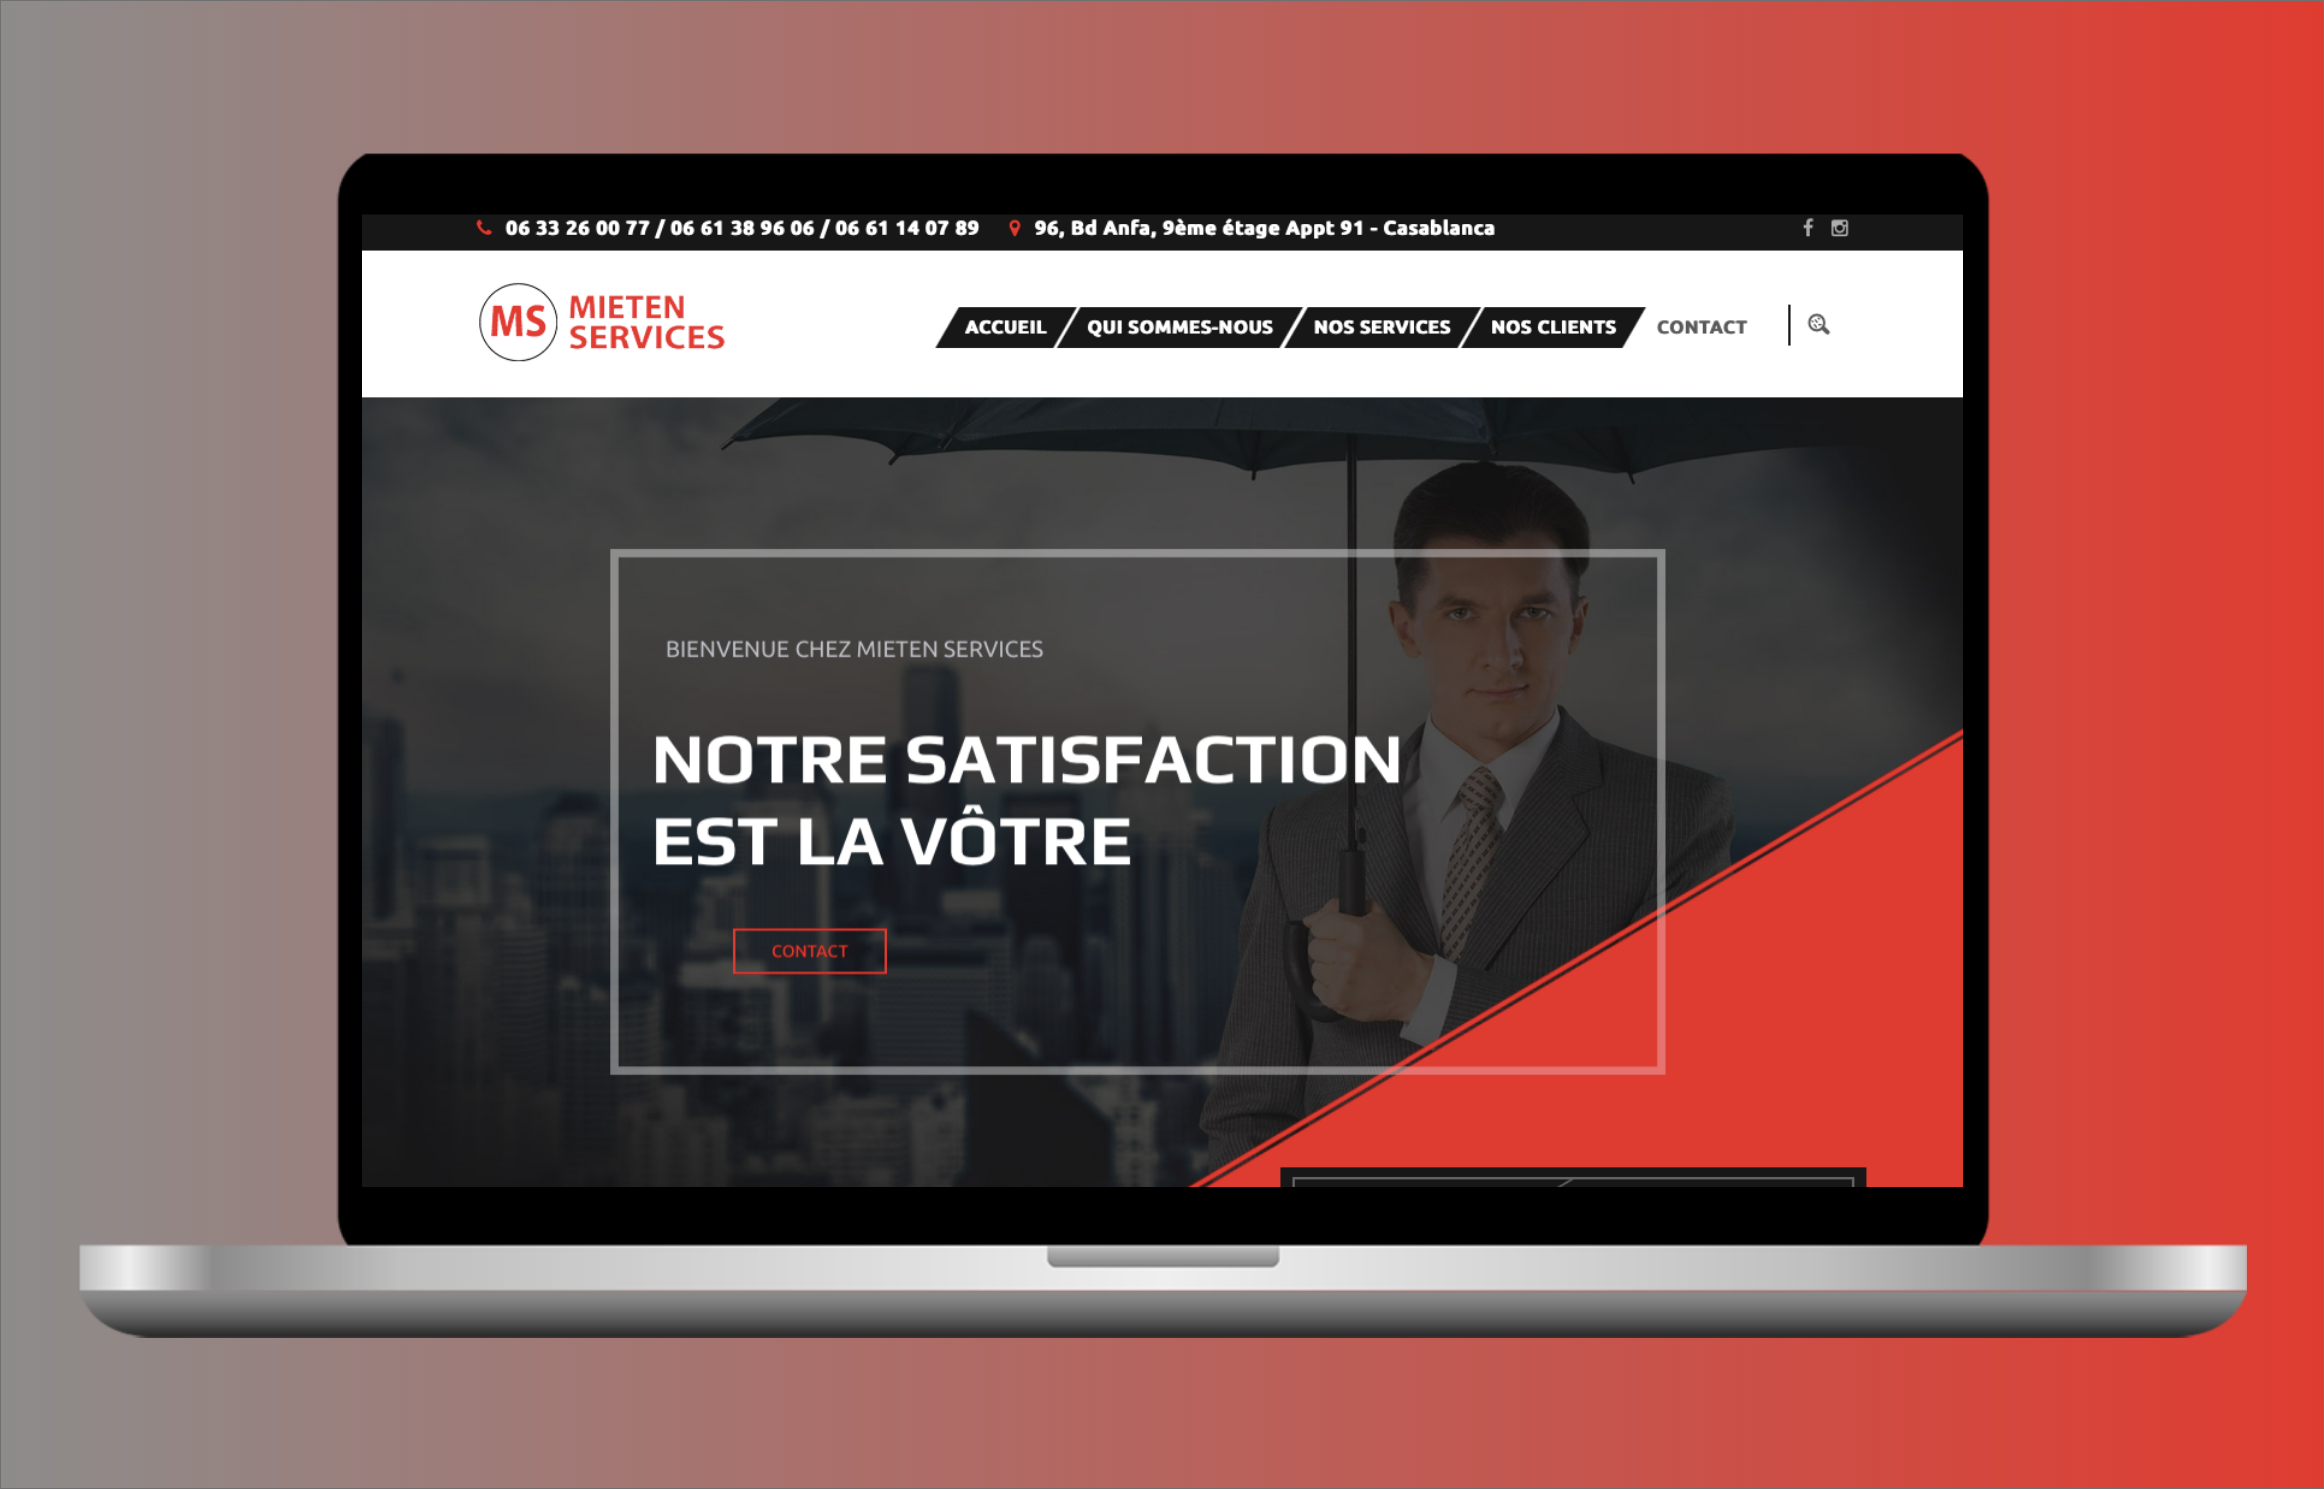 06 33 26 00 77 / 06 61 38 96 06 / 06 61 14 07 89 96, Bd Anfa, 9ème étage Appt 91 - Casablanca
MS MIETEN
SERVICES
ACCUEIL QUI SOMMES-NOUS NOS SERVICES NOS CLIENTS CONTACT
BIENVENUE CHEZ MIETEN SERVICES
NOTRE SATISFACTION
EST LA VÔTRE
CONTACT